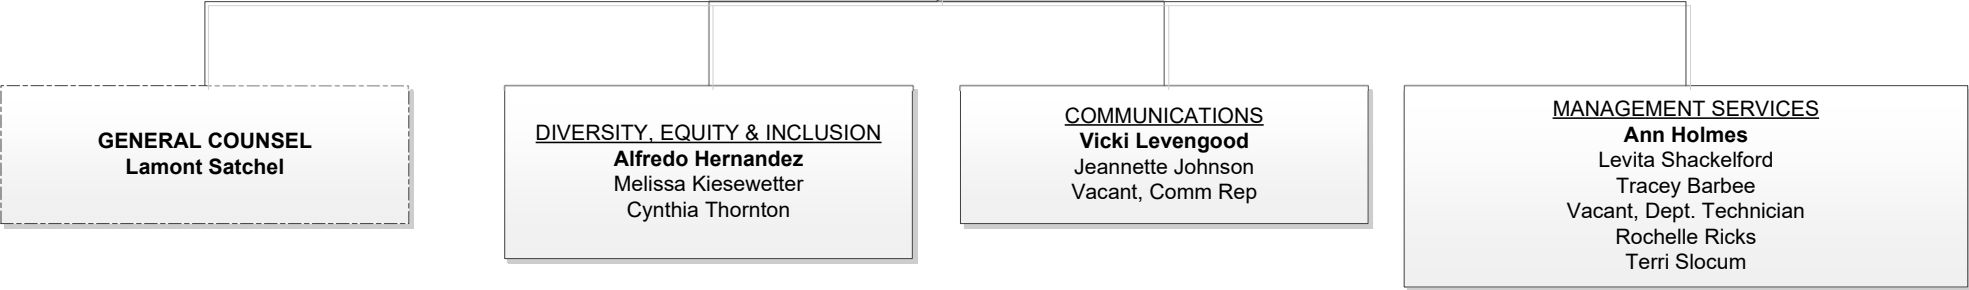 GENERAL COUNSEL
Lamont Satchel
DIVERSITY, EQUITY & INCLUSION
Alfredo Hernandez
Melissa Kiesewetter
Cynthia Thornton
COMMUNICATIONS
Vicki Levengood
Jeannette Johnson
Vacant, Comm Rep
MANAGEMENT SERVICES
Ann Holmes
Levita Shackelford
Tracey Barbee
Vacant, Dept. Technician
Rochelle Ricks
Terri Slocum